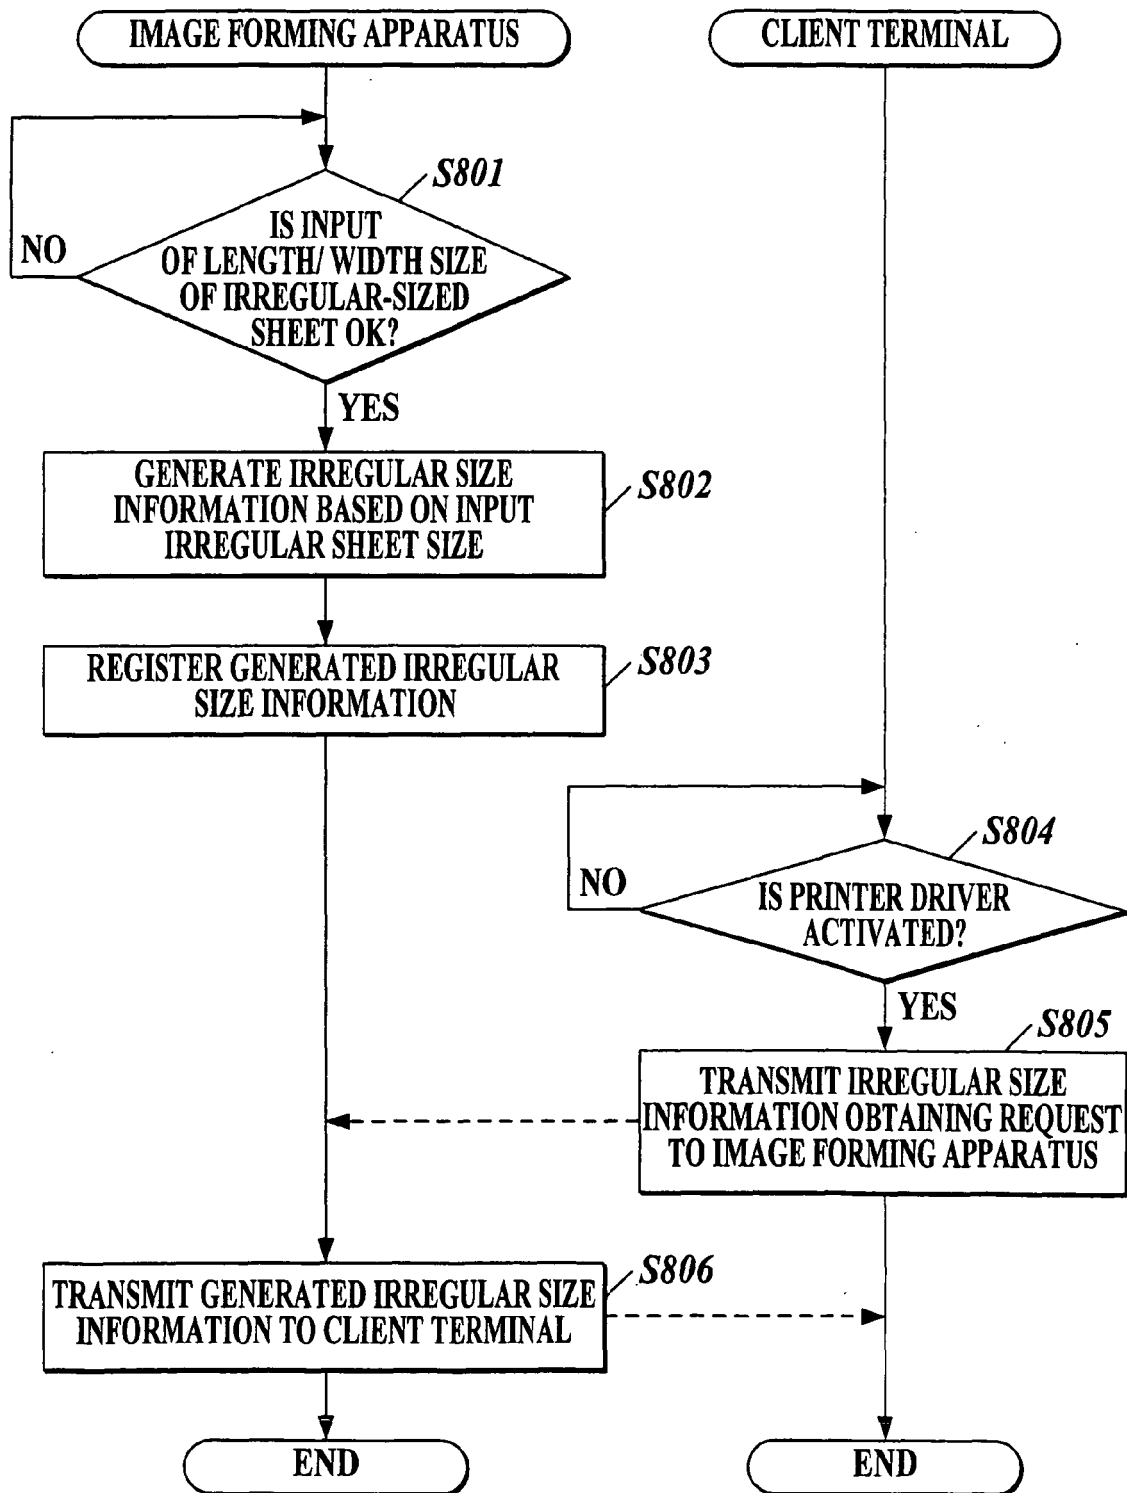 IMAGE FORMING APPARATUS
CLIENT TERMINAL
S801
IS INPUT
OF LENGTH/ WIDTH SIZE
OF IRREGULAR-SIZED
SHEET OK?
NO
YES
GENERATE IRREGULAR SIZE
INFORMATION BASED ON INPUT
IRREGULAR SHEET SIZE
S802
REGISTER GENERATED IRREGULAR
SIZE INFORMATION
S803
S804
IS PRINTER DRIVER
ACTIVATED?
NO
YES
S805
TRANSMIT IRREGULAR SIZE
INFORMATION OBTAINING REQUEST
TO IMAGE FORMING APPARATUS
S806
TRANSMIT GENERATED IRREGULAR SIZE
INFORMATION TO CLIENT TERMINAL
END
END